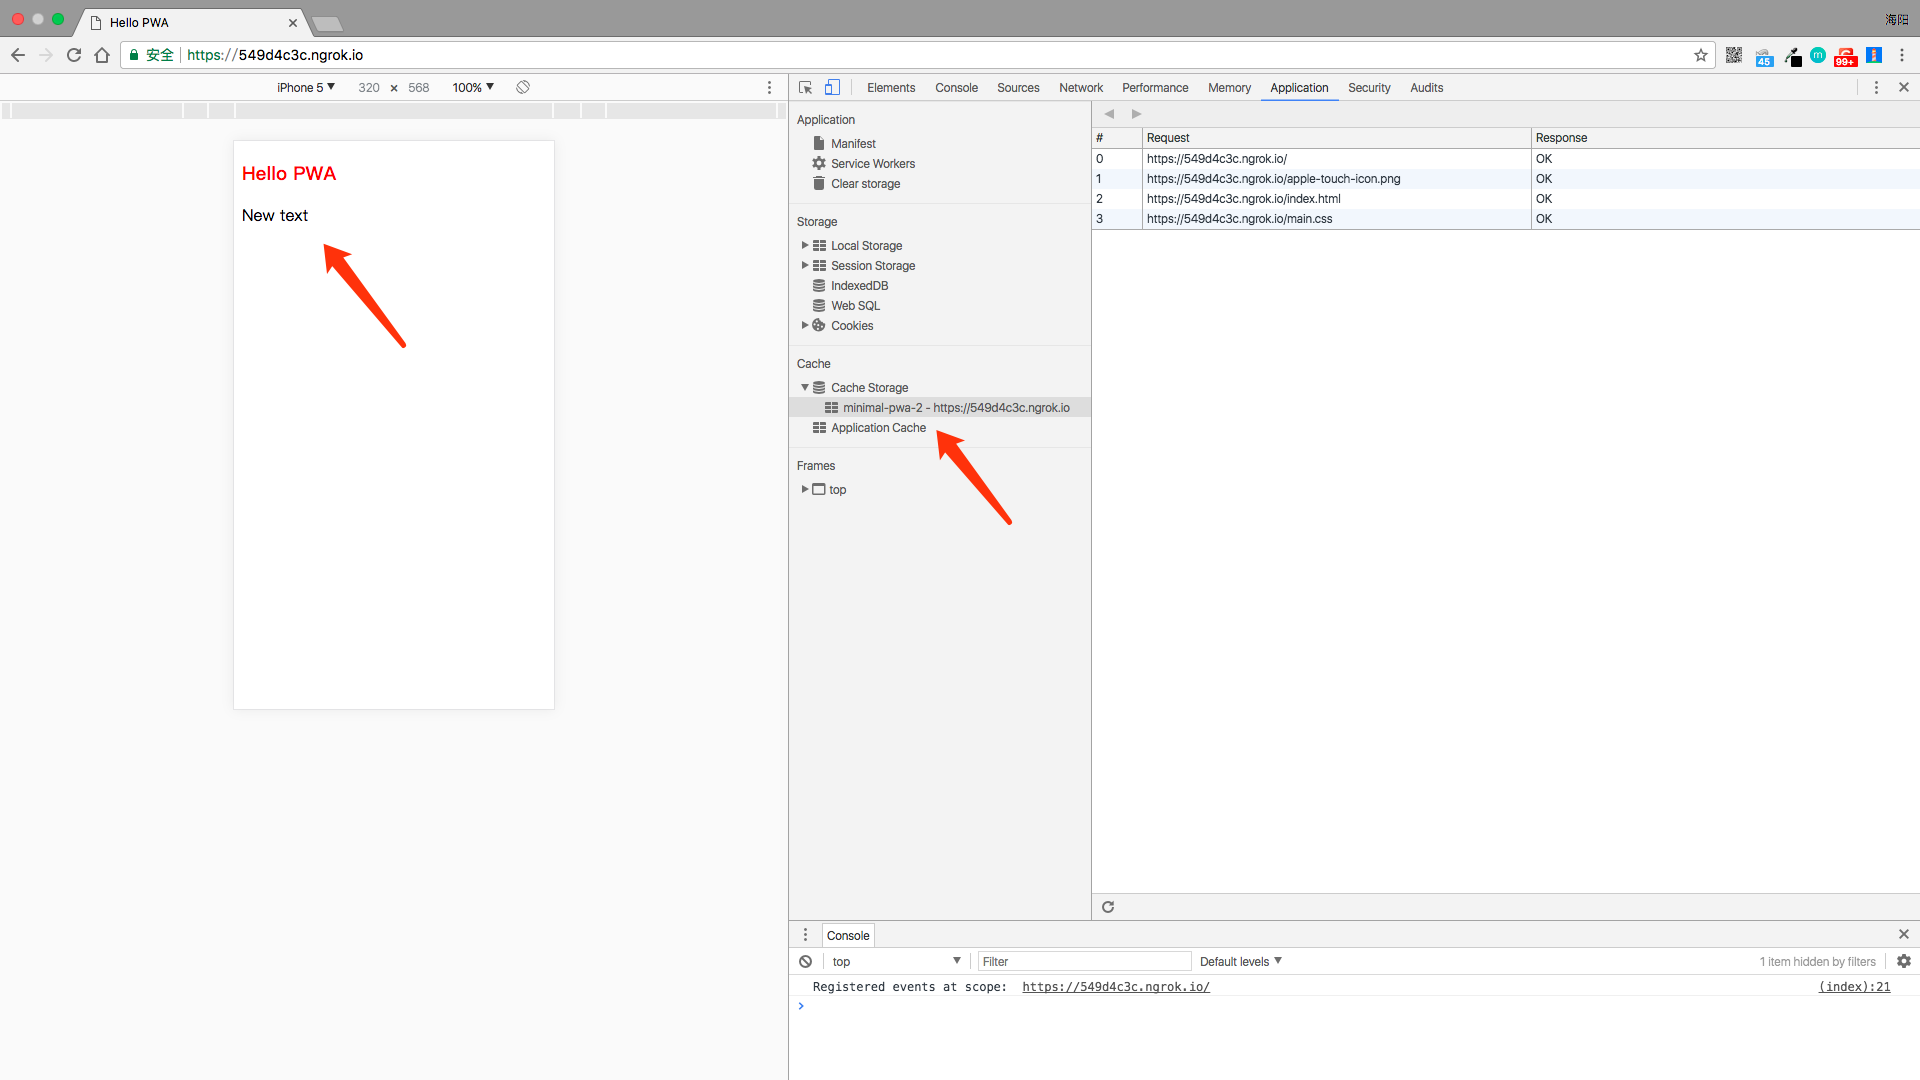 Hello PWA
海阳
安全 https://549d4c3c.ngrok.io
45
m
99+
iPhone 5 320 × 568 100%
Elements Console Sources Network Performance Memory Application Security Audits
Hello PWA
New text
Application
Manifest
Service Workers
Clear storage
Storage
Local Storage
Session Storage
IndexedDB
Web SQL
Cookies
Cache
Cache Storage
minimal-pwa-2 - https://549d4c3c.ngrok.io
Application Cache
Frames
top
# Request Response
0 https://549d4c3c.ngrok.io/ OK
1 https://549d4c3c.ngrok.io/apple-touch-icon.png OK
2 https://549d4c3c.ngrok.io/index.html OK
3 https://549d4c3c.ngrok.io/main.css OK
Console
top Filter Default levels 1 item hidden by filters
Registered events at scope: https://549d4c3c.ngrok.io/ (index):21